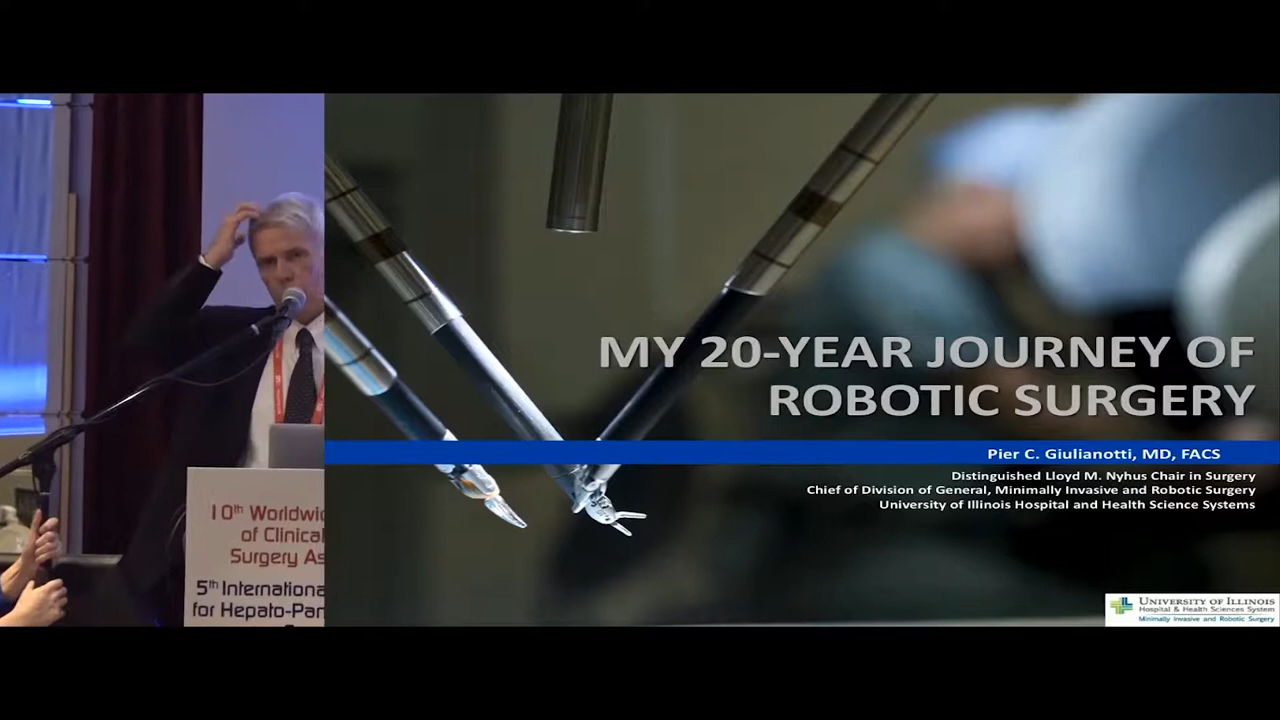 10th Worldwi
of Clinical
Surgery As
5th Internationa
for Hepato-Pan
MY 20-YEAR JOURNEY OF
ROBOTIC SURGERY
Pier C. Giulianotti, MD, FACS
Distinguished Lloyd M. Nyhus Chair in Surgery
Chief of Division of General, Minimally Invasive and Robotic Surgery
University of Illinois Hospital and Health Science Systems
UNIVERSITY OF ILLINOIS
Hospital & Health Sciences System
Minimally Invasive and Robotic Surgery